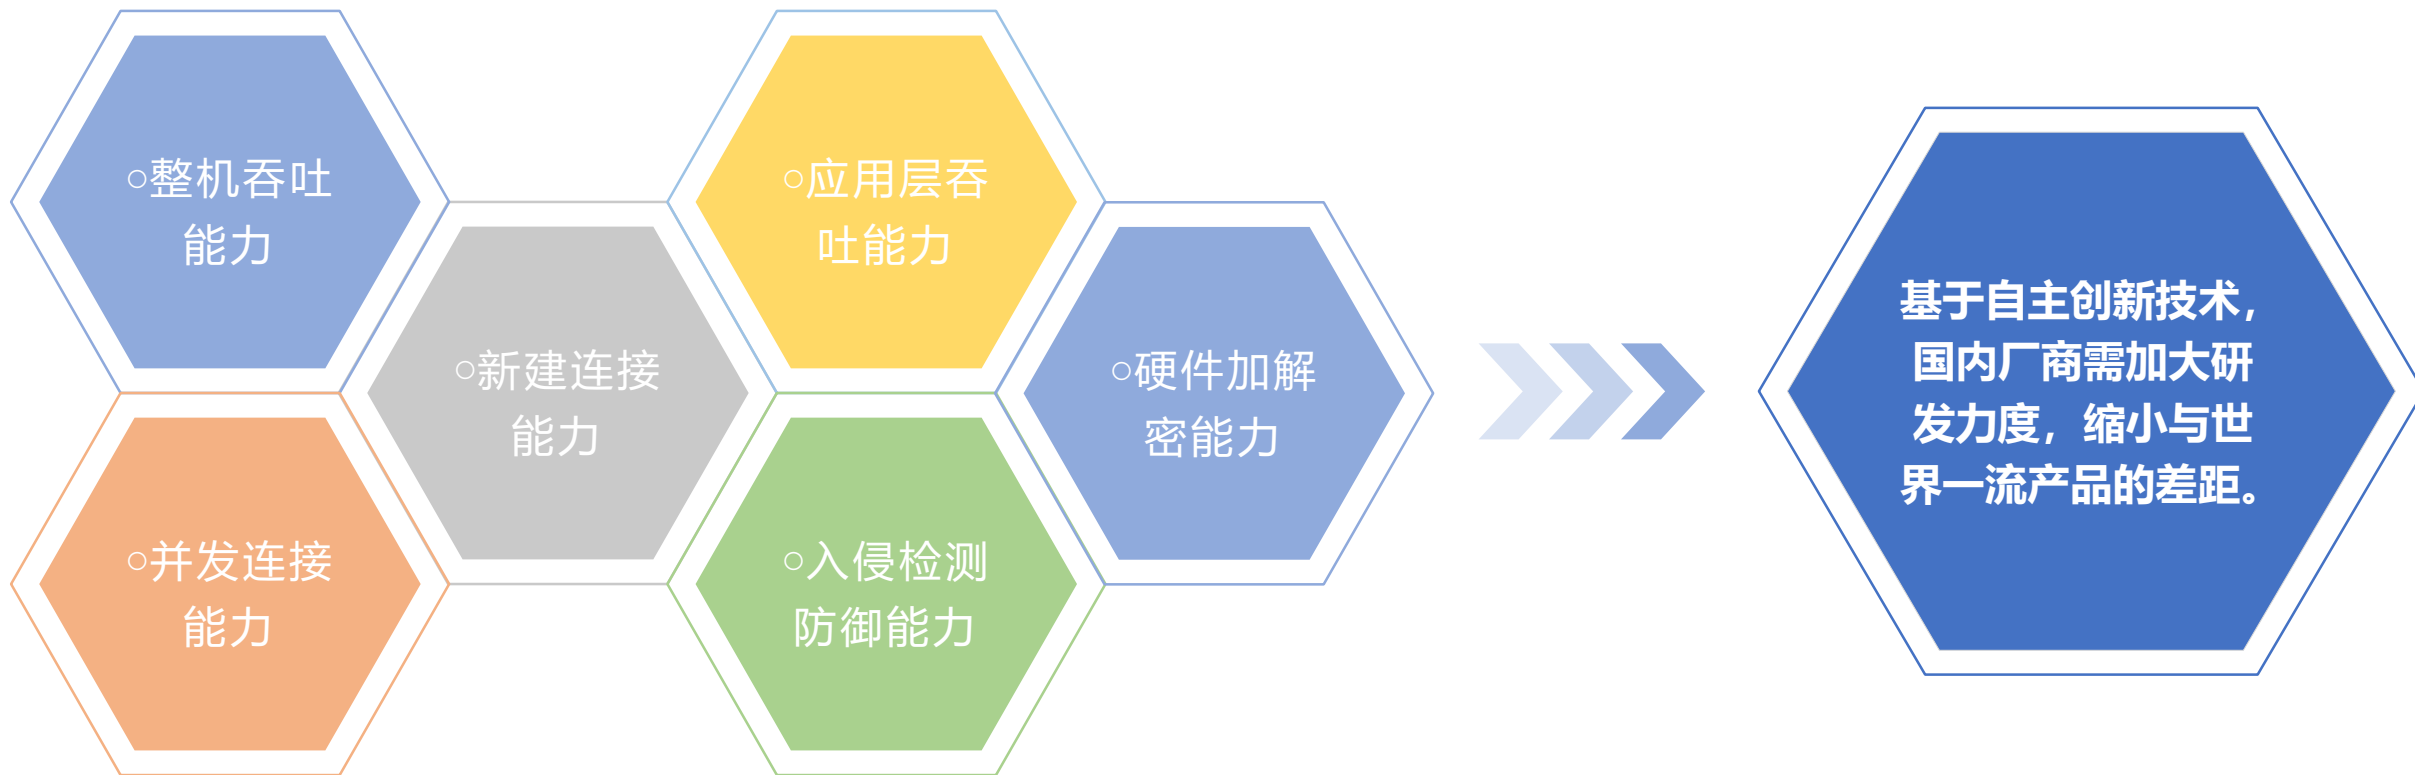 ○整机吞吐
能力
○并发连接
能力
○新建连接
能力
○应用层吞
吐能力
○入侵检测
防御能力
○硬件加解
密能力
基于自主创新技术，
国内厂商需加大研
发力度，缩小与世
界一流产品的差距。